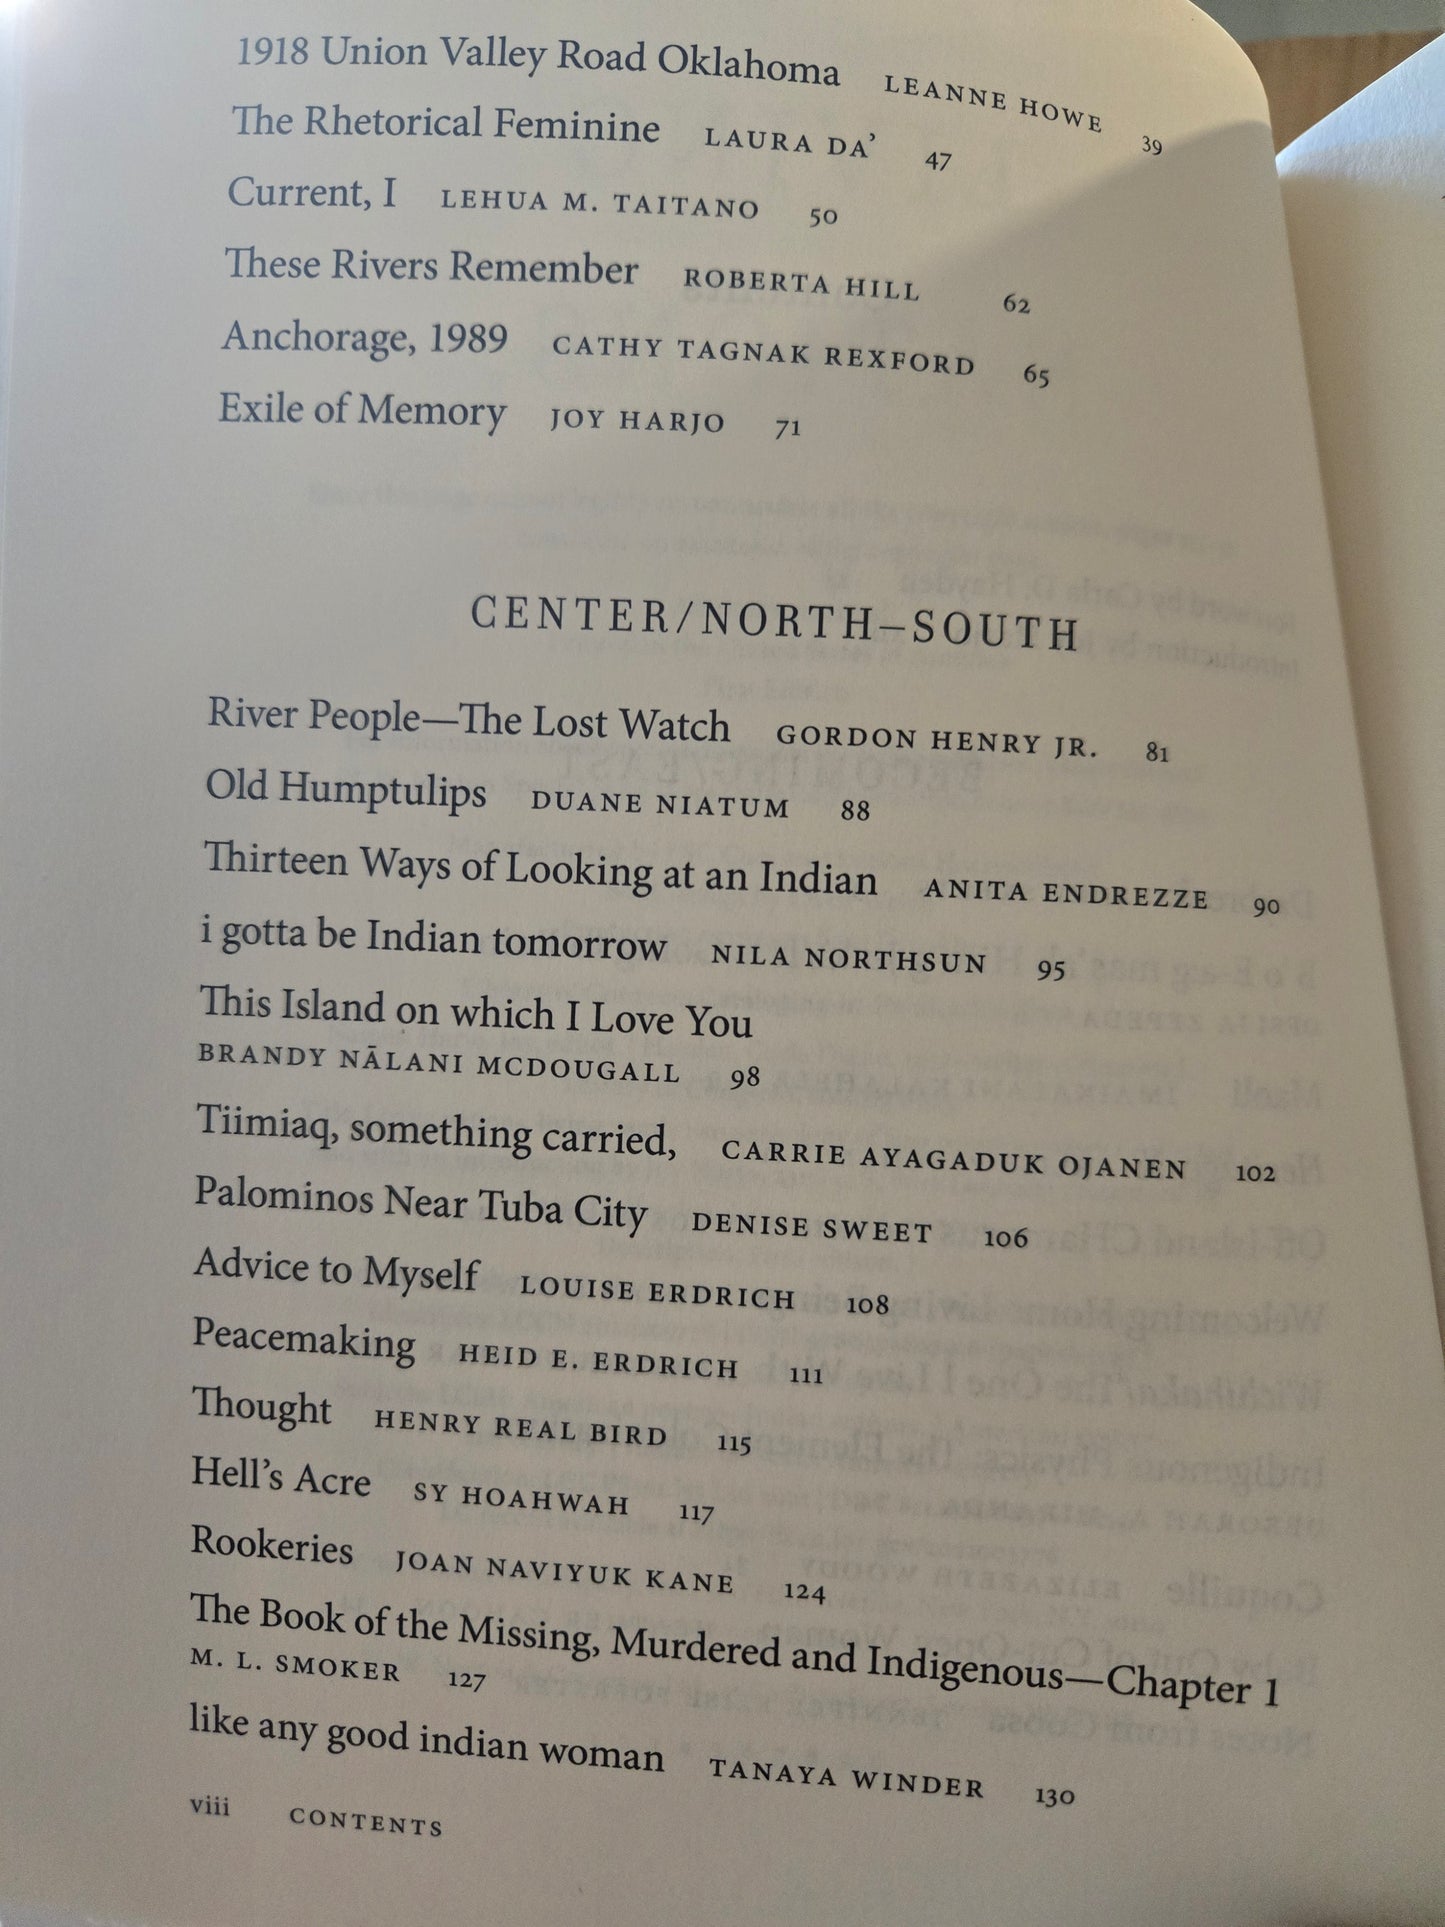 1918 Union Valley Road Oklahoma LEANNE HOWE 39
The Rhetorical Feminine LAURA DA’ 47
Current, I LEHUA M. TAITANO 50
These Rivers Remember ROBERTA HILL 62
Anchorage, 1989 CATHY TAGNAK REXFORD 65
Exile of Memory JOY HARJO 71
CENTER/NORTH–SOUTH
River People—The Lost Watch GORDON HENRY JR. 81
Old Humptulips DUANE NIATUM 88
Thirteen Ways of Looking at an Indian ANITA ENDREZZE 90
i gotta be Indian tomorrow NILA NORTHSUN 95
This Island on which I Love You
BRANDY NĀLANI MCDOUGALL 98
Tiimiaq, something carried, CARRIE AYAGADUK OJANEN 102
Palominos Near Tuba City DENISE SWEET 106
Advice to Myself LOUISE ERDRICH 108
Peacemaking HEID E. ERDRICH 111
Thought HENRY REAL BIRD 115
Hell’s Acre SY HOAHWAH 117
Rookeries JOAN NAVIYUK KANE 124
The Book of the Missing, Murdered and Indigenous—Chapter 1
M. L. SMOKER 127
like any good indian woman TANAYA WINDER 130
viii CONTENTS